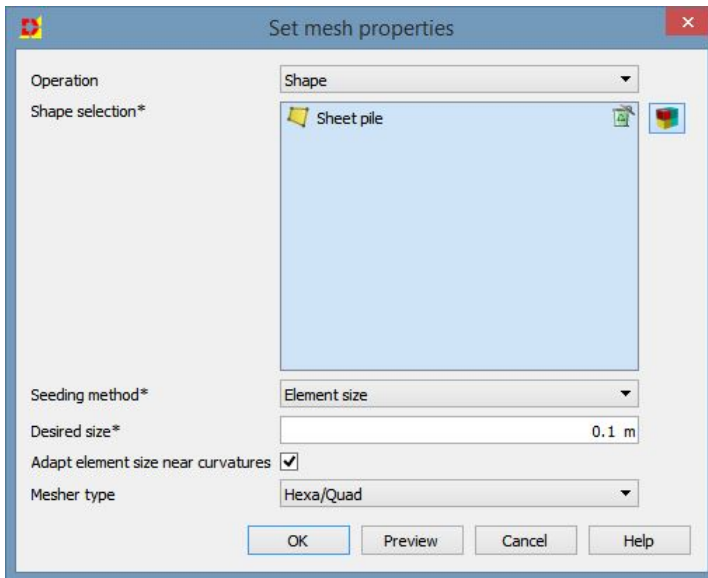 Set mesh properties
Operation Shape
Shape selection* Sheet pile
Seeding method* Element size
Desired size* 0.1 m
Adapt element size near curvatures
Mesher type Hexa/Quad
OK Preview Cancel Help